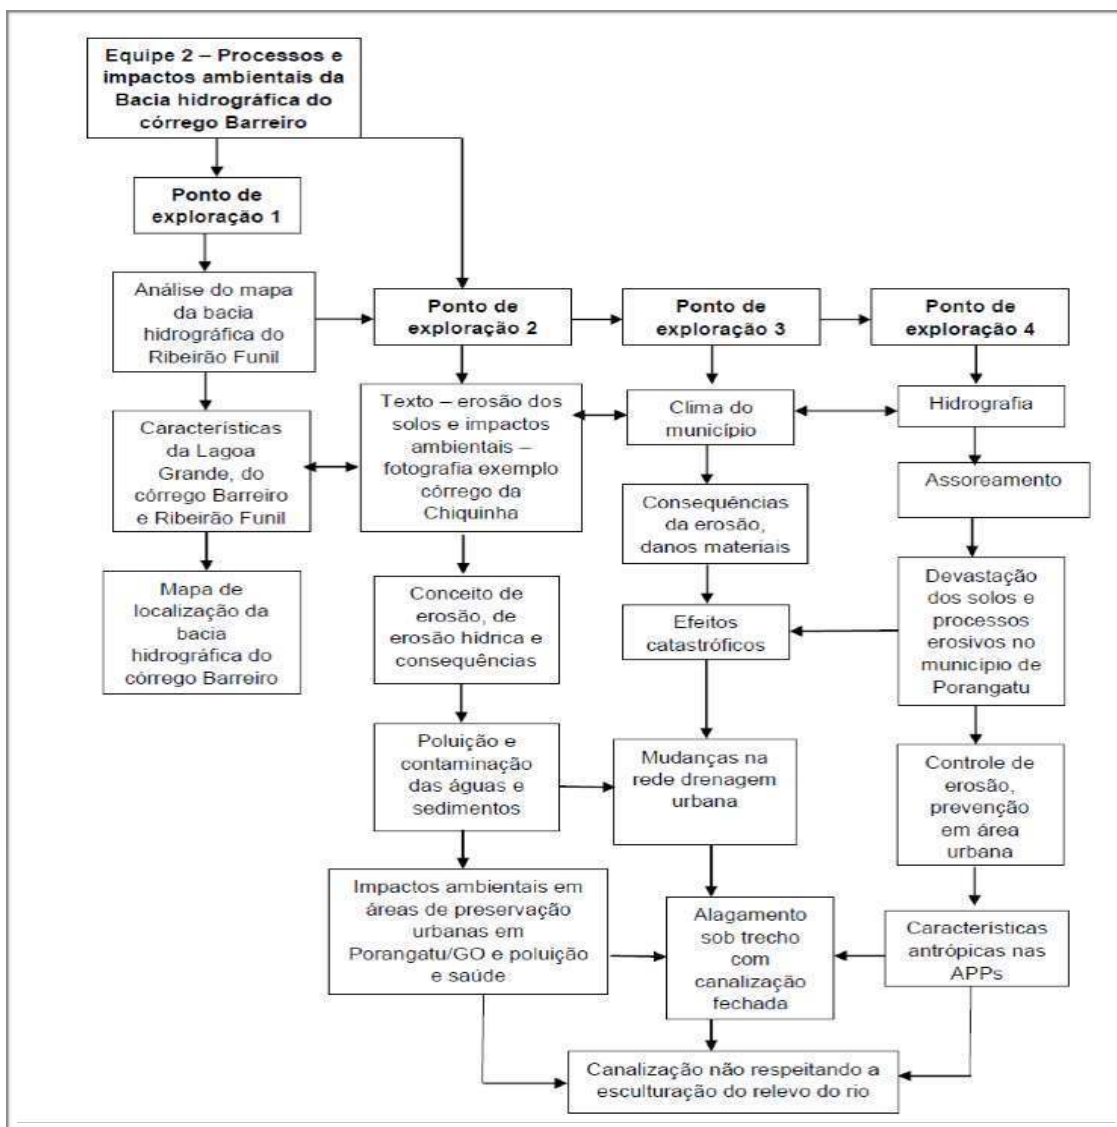 Equipe 2 – Processos e
impactos ambientais da
Bacia hidrográfica do
córrego Barreiro
Ponto de
exploração 1
Análise do mapa
da bacia
hidrográfica do
Ribeirão Funil
Características
da Lagoa
Grande, do
córrego Barreiro
e Ribeirão Funil
Mapa de
localização da
bacia
hidrográfica do
córrego Barreiro
Ponto de
exploração 2
Texto – erosão dos
solos e impactos
ambientais –
fotografia exemplo
córrego da
Chiquinha
Conceito de
erosão, de
erosão hídrica e
consequências
Poluição e
contaminação
das águas e
sedimentos
Impactos ambientais em
áreas de preservação
urbanas em
Porangatu/GO e poluição
e saúde
Ponto de
exploração 3
Clima do
município
Consequências
da erosão,
danos materiais
Efeitos
catastróficos
Mudanças na
rede drenagem
urbana
Alagamento
sob trecho
com
canalização
fechada
Ponto de
exploração 4
Hidrografia
Assoreamento
Devastação
dos solos e
processos
erosivos no
município de
Porangatu
Controle de
erosão,
prevenção
em área
urbana
Características
antrópicas nas
APPs
Canalização não respeitando a
esculturação do relevo do rio